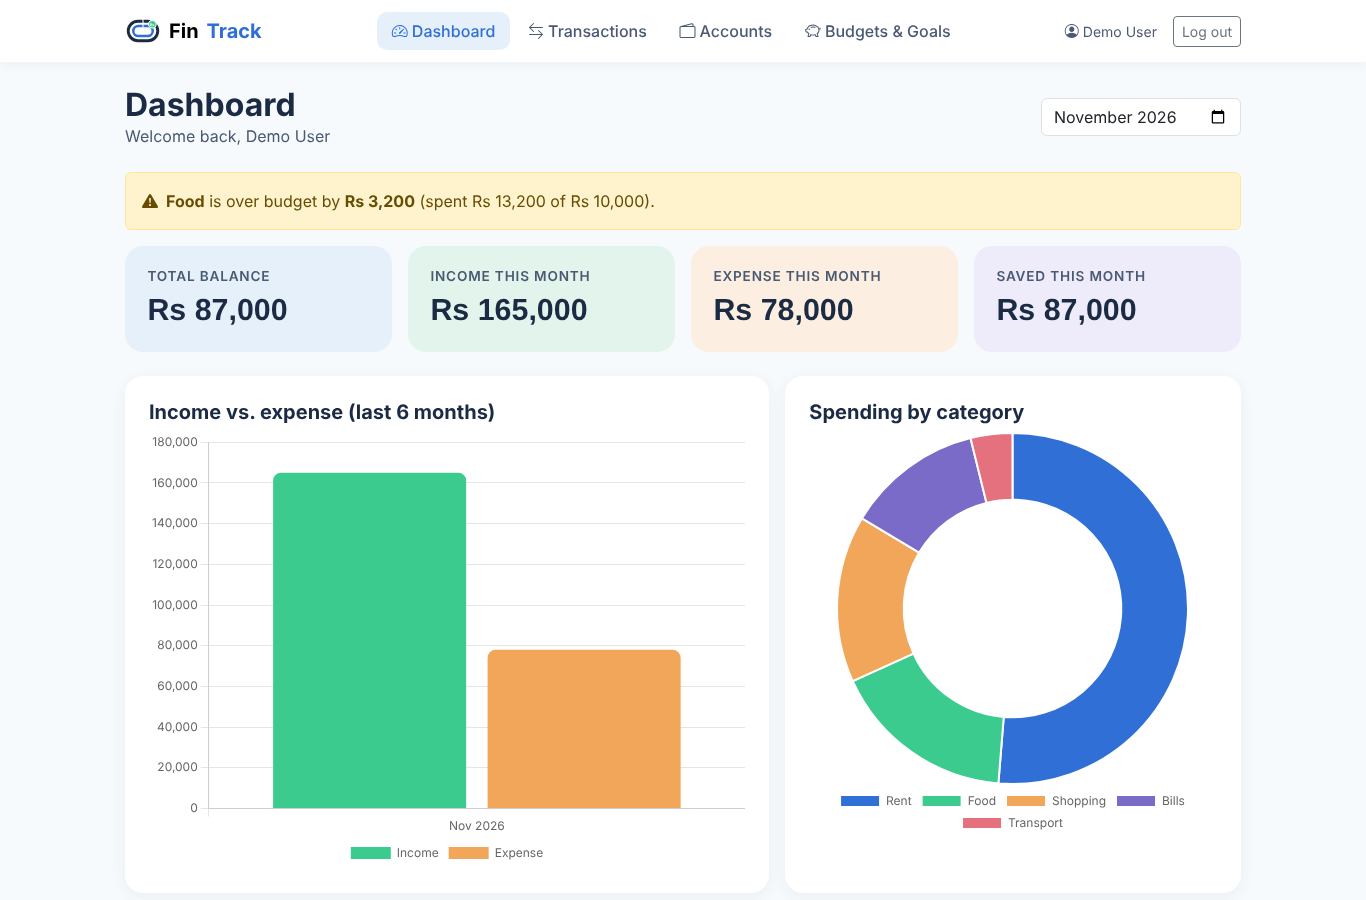 Fin Track
Dashboard
Transactions
Accounts
Budgets & Goals
Demo User
Log out
Dashboard
Welcome back, Demo User
November 2026
Food is over budget by Rs 3,200 (spent Rs 13,200 of Rs 10,000).
TOTAL BALANCE
Rs 87,000
INCOME THIS MONTH
Rs 165,000
EXPENSE THIS MONTH
Rs 78,000
SAVED THIS MONTH
Rs 87,000
Income vs. expense (last 6 months)
180,000
160,000
140,000
120,000
100,000
80,000
60,000
40,000
20,000
0
Nov 2026
Income
Expense
Spending by category
Rent
Food
Shopping
Bills
Transport